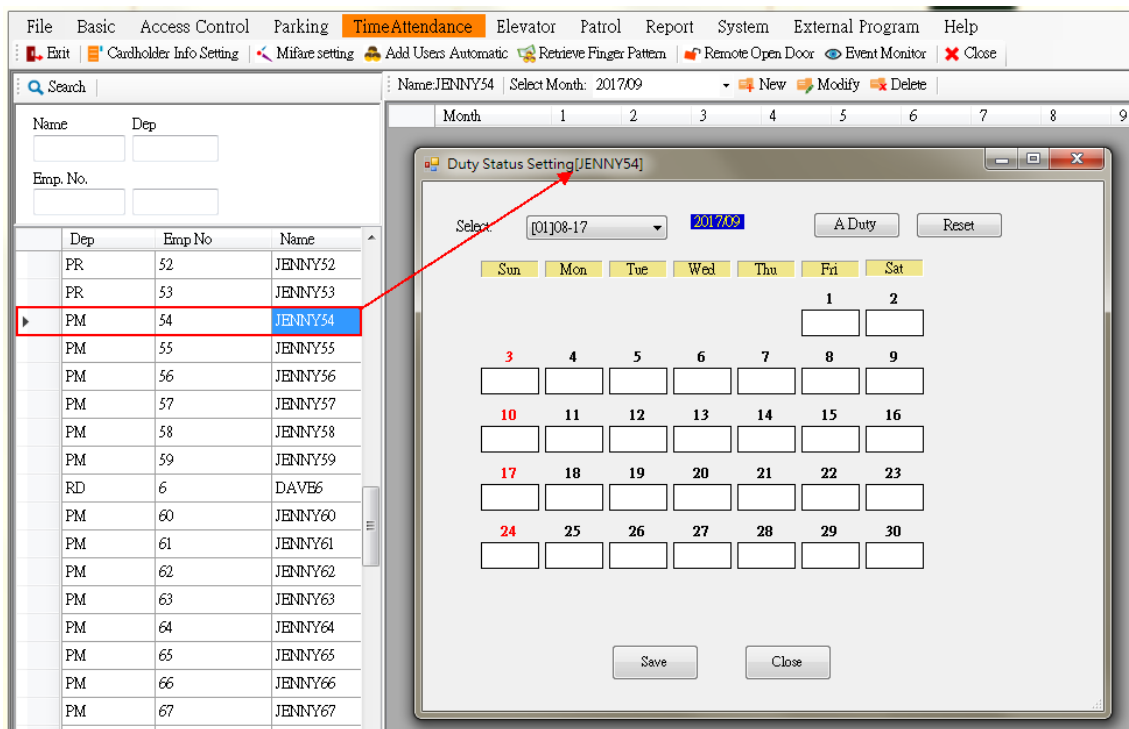 File Basic Access Control Parking TimeAttendance Elevator Patrol Report System External Program Help
Exit Cardholder Info Setting Mifare setting Add Users Automatic Retrieve Finger Pattern Remote Open Door Event Monitor Close
Search
Name:JENNY54 Select Month: 2017/09 New Modify Delete
Name Dep
Emp. No.
Month 1 2 3 4 5 6 7 8 9
Dep Emp No Name
PR 52 JENNY52
PR 53 JENNY53
PM 54 JENNY54
PM 55 JENNY55
PM 56 JENNY56
PM 57 JENNY57
PM 58 JENNY58
PM 59 JENNY59
RD 6 DAVE6
PM 60 JENNY60
PM 61 JENNY61
PM 62 JENNY62
PM 63 JENNY63
PM 64 JENNY64
PM 65 JENNY65
PM 66 JENNY66
PM 67 JENNY67
Duty Status Setting[JENNY54]
Select: [01]08-17 2017/09 A Duty Reset
Sun Mon Tue Wed Thu Fri Sat
1 2
3 4 5 6 7 8 9
10 11 12 13 14 15 16
17 18 19 20 21 22 23
24 25 26 27 28 29 30
Save Close